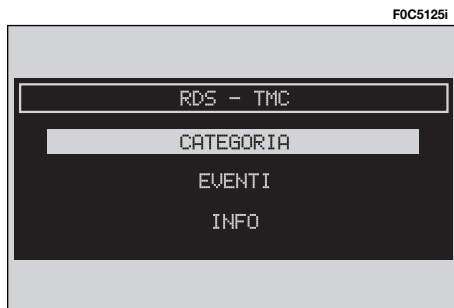 F0C5125i
RDS - TMC
CATEGORIA
EVENTI
INFO